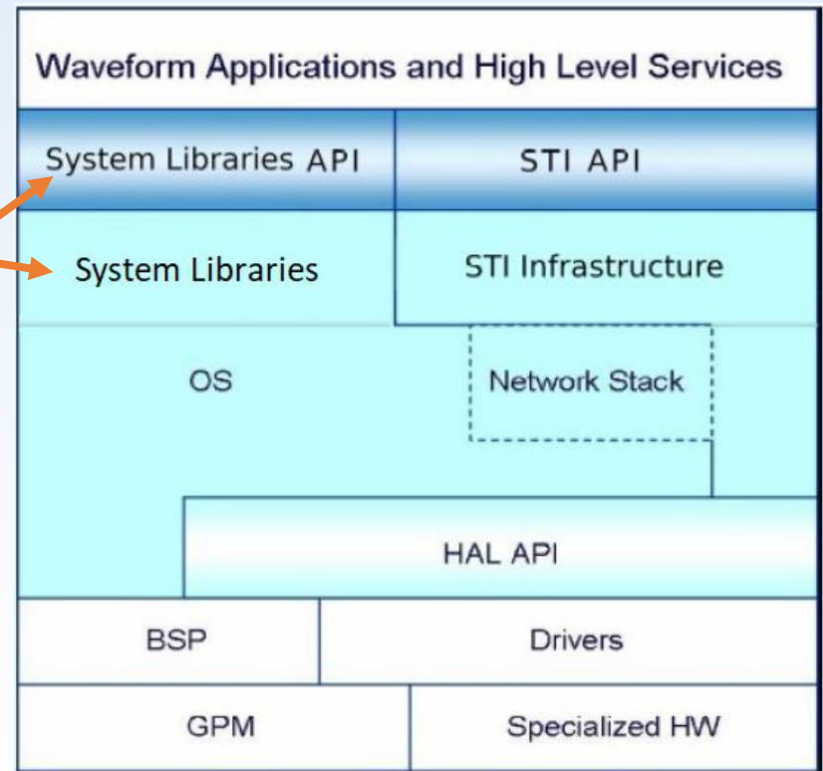 Waveform Applications and High Level Services
System Libraries API
STI API
System Libraries
STI Infrastructure
OS
Network Stack
HAL API
BSP
Drivers
GPM
Specialized HW